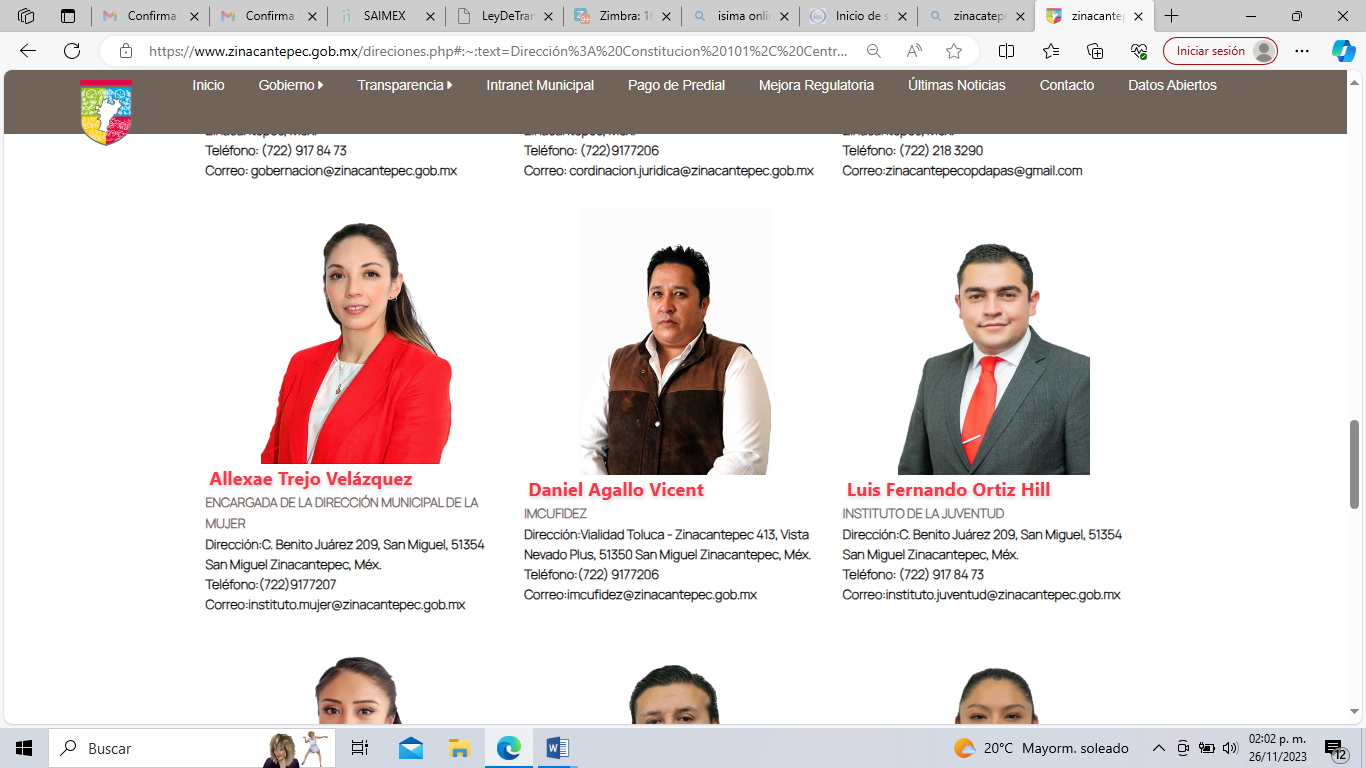 Confirma
Confirma
SAIMEX
LeyDeTran
Zimbra: 16
isima onli
Inicio de s
zinacatepe
zinacantep
https://www.zinacantepec.gob.mx/direciones.php#:~:text=Dirección%3A%20Constitucion%20101%2C%20Centr...
Iniciar sesión
Inicio Gobierno Transparencia Intranet Municipal Pago de Predial Mejora Regulatoria Últimas Noticias Contacto Datos Abiertos
Teléfono: (722) 917 84 73
Correo: gobernacion@zinacantepec.gob.mx
Teléfono: (722)9177206
Correo: cordinacion.juridica@zinacantepec.gob.mx
Teléfono: (722) 218 3290
Correo:zinacantepecopdapas@gmail.com
Allexae Trejo Velázquez
ENCARGADA DE LA DIRECCIÓN MUNICIPAL DE LA
MUJER
Dirección:C. Benito Juárez 209, San Miguel, 51354
San Miguel Zinacantepec, Méx.
Teléfono:(722)9177207
Correo:instituto.mujer@zinacantepec.gob.mx
Daniel Agallo Vicent
IMCUFIDEZ
Dirección:Vialidad Toluca - Zinacantepec 413, Vista
Nevado Plus, 51350 San Miguel Zinacantepec, Méx.
Teléfono:(722) 9177206
Correo:imcufidez@zinacantepec.gob.mx
Luis Fernando Ortiz Hill
INSTITUTO DE LA JUVENTUD
Dirección:C. Benito Juárez 209, San Miguel, 51354
San Miguel Zinacantepec, Méx.
Teléfono: (722) 917 84 73
Correo:instituto.juventud@zinacantepec.gob.mx
Buscar
20°C Mayorm. soleado
02:02 p. m.
26/11/2023
12